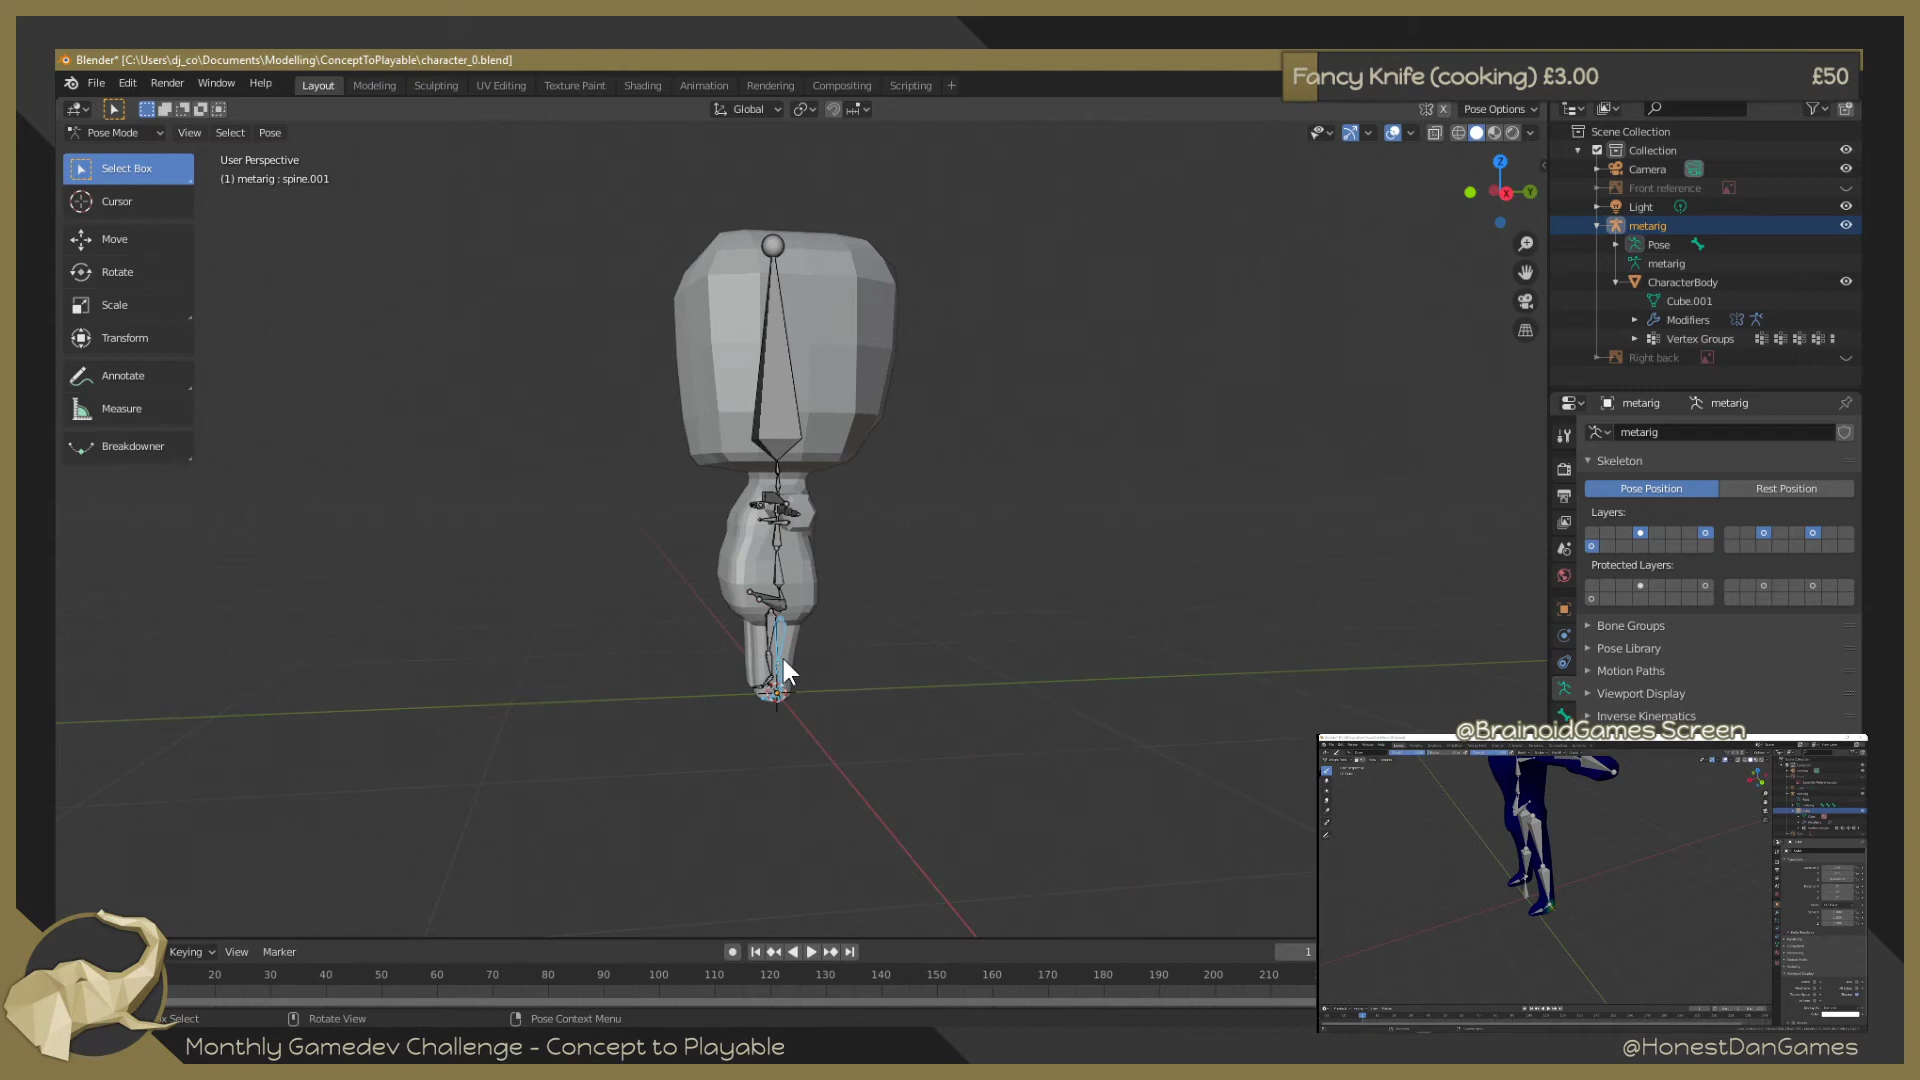 Blender* [C:\Users\dj_co\Documents\Modelling\ConceptToPlayable\character_0.blend]
Fancy Knife (cooking) £3.00 £50
File Edit Render Window Help Layout Modeling Sculpting UV Editing Texture Paint Shading Animation Rendering Compositing Scripting +
Global X Pose Options
Pose Mode View Select Pose
Select Box
Cursor
Move
Rotate
Scale
Transform
Annotate
Measure
Breakdowner
User Perspective
(1) metarig : spine.001
Z
Y
X
Scene Collection
Collection
Camera
Front reference
Light
metarig
Pose
metarig
CharacterBody
Cube.001
Modifiers
Vertex Groups
Right back
metarig metarig
metarig
Skeleton
Pose Position Rest Position
Layers:
Protected Layers:
Bone Groups
Pose Library
Motion Paths
Viewport Display
Inverse Kinematics
@BrainoidGames Screen
Keying View Marker
1
20 30 40 50 60 70 80 90 100 110 120 130 140 150 160 170 180 190 200 210
x Select Rotate View Pose Context Menu
Monthly Gamedev Challenge - Concept to Playable
@HonestDanGames